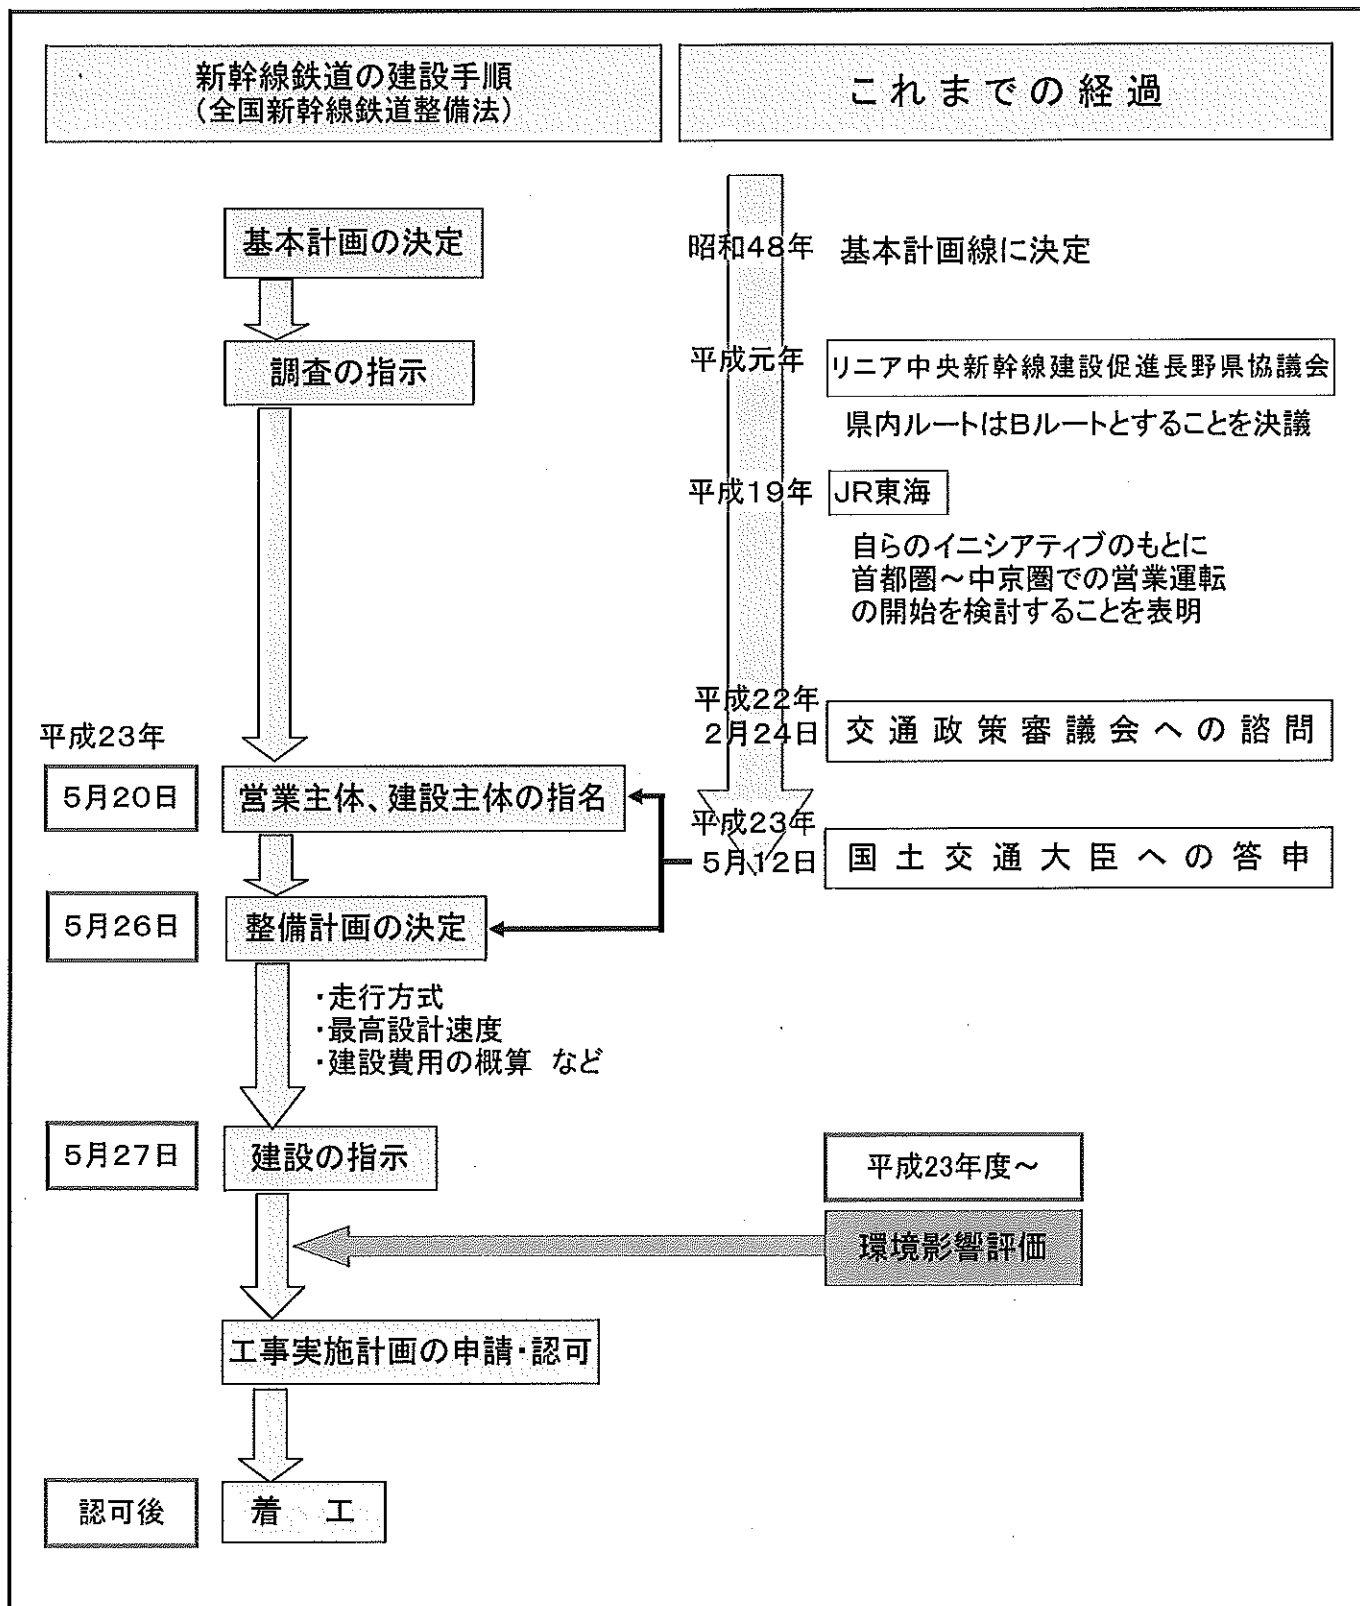 新幹線鉄道の建設手順
(全国新幹線鉄道整備法)
これまでの経過
基本計画の決定
調査の指示
平成23年
5月20日
営業主体、建設主体の指名
5月26日
整備計画の決定
・走行方式
・最高設計速度
・建設費用の概算 など
5月27日
建設の指示
工事実施計画の申請・認可
認可後
着 工
昭和48年 基本計画線に決定
平成元年 リニア中央新幹線建設促進長野県協議会
県内ルートはBルートとすることを決議
平成19年 JR東海
自らのイニシアティブのもとに
首都圏~中京圏での営業運転
の開始を検討することを表明
平成22年
2月24日 交通政策審議会への諮問
平成23年
5月12日 国土交通大臣への答申
平成23年度~
環境影響評価